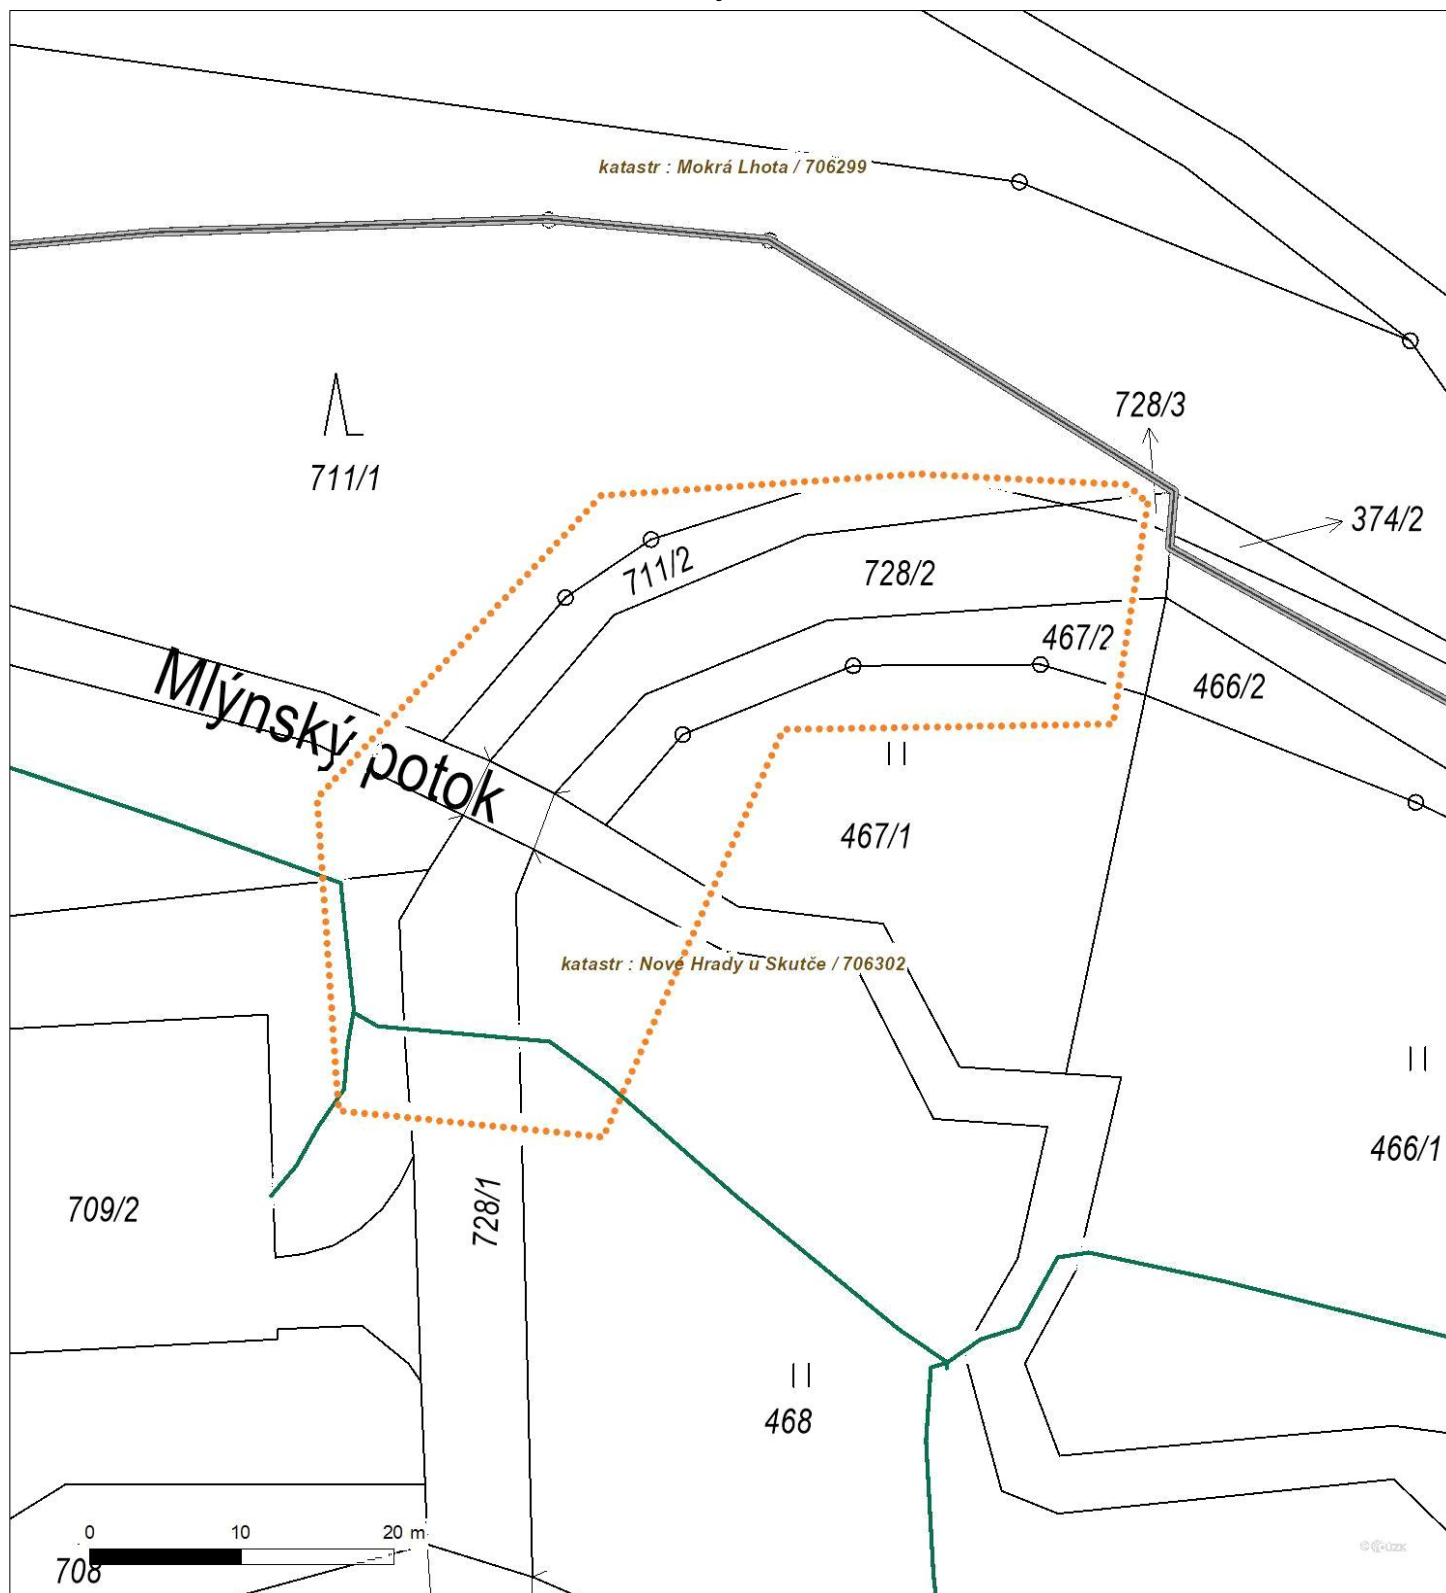 katastr : Mokrá Lhota / 706299
728/3
711/1
374/2
711/2
728/2
467/2
466/2
Mlýnský potok
467/1
katastr : Nové Hrady u Skutče / 706302
466/1
709/2
728/1
468
0 10 20 m
708
© ČÚZK